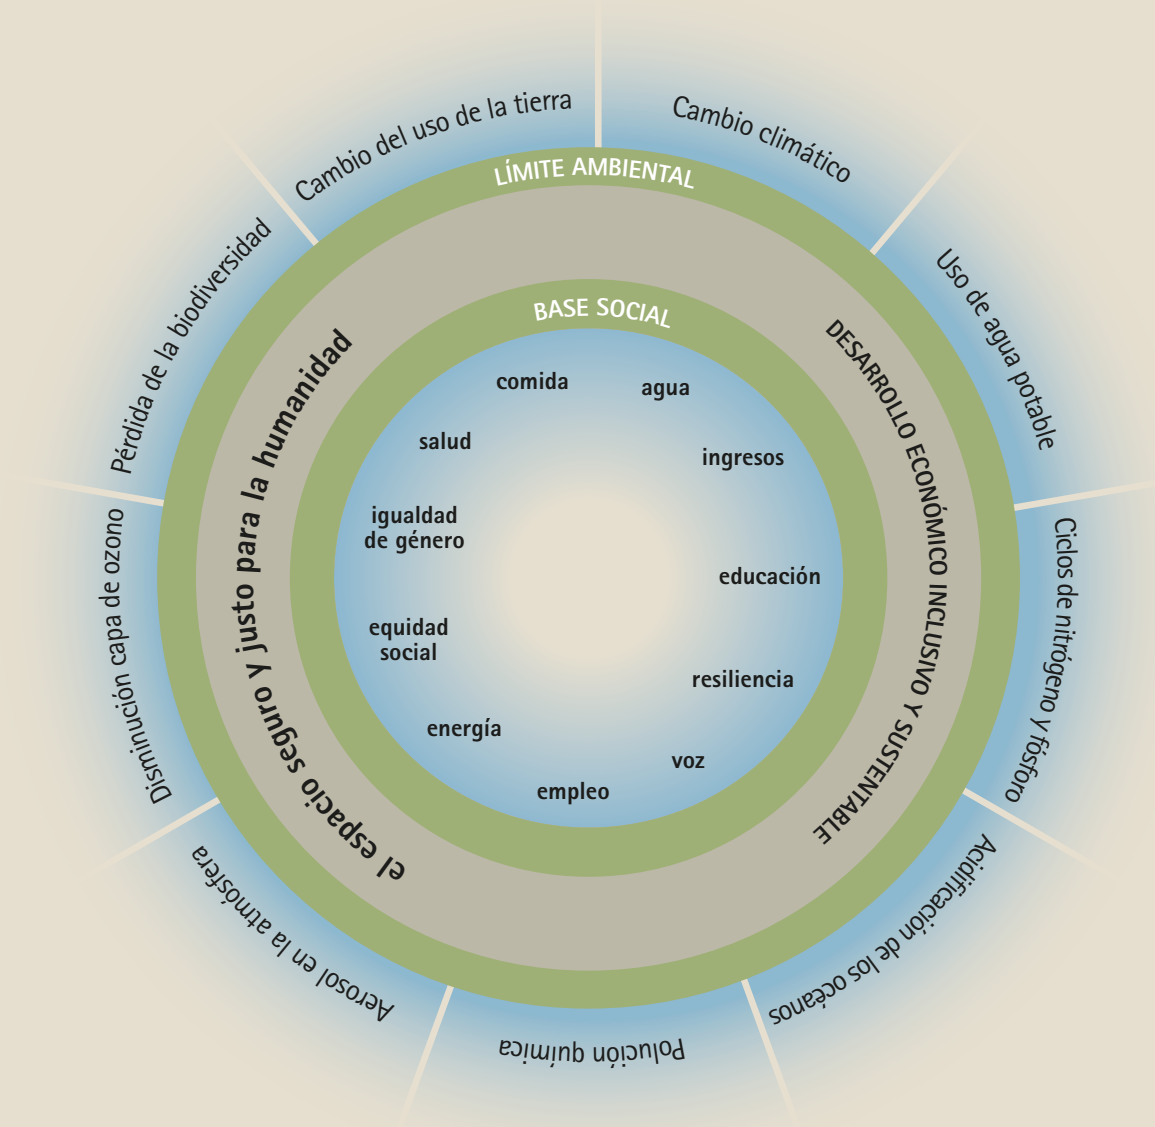 Cambio climático
Uso de agua potable
Ciclos de nitrógeno y fósforo
Acidificación de los océanos
Polución química
Aerosol en la atmósfera
Disminución capa de ozono
Pérdida de la biodiversidad
Cambio del uso de la tierra
LÍMITE AMBIENTAL
el espacio seguro y justo para la humanidad
DESARROLLO ECONÓMICO INCLUSIVO Y SUSTENTABLE
BASE SOCIAL
comida
agua
ingresos
educación
resiliencia
voz
empleo
energía
equidad
social
igualdad
de género
salud